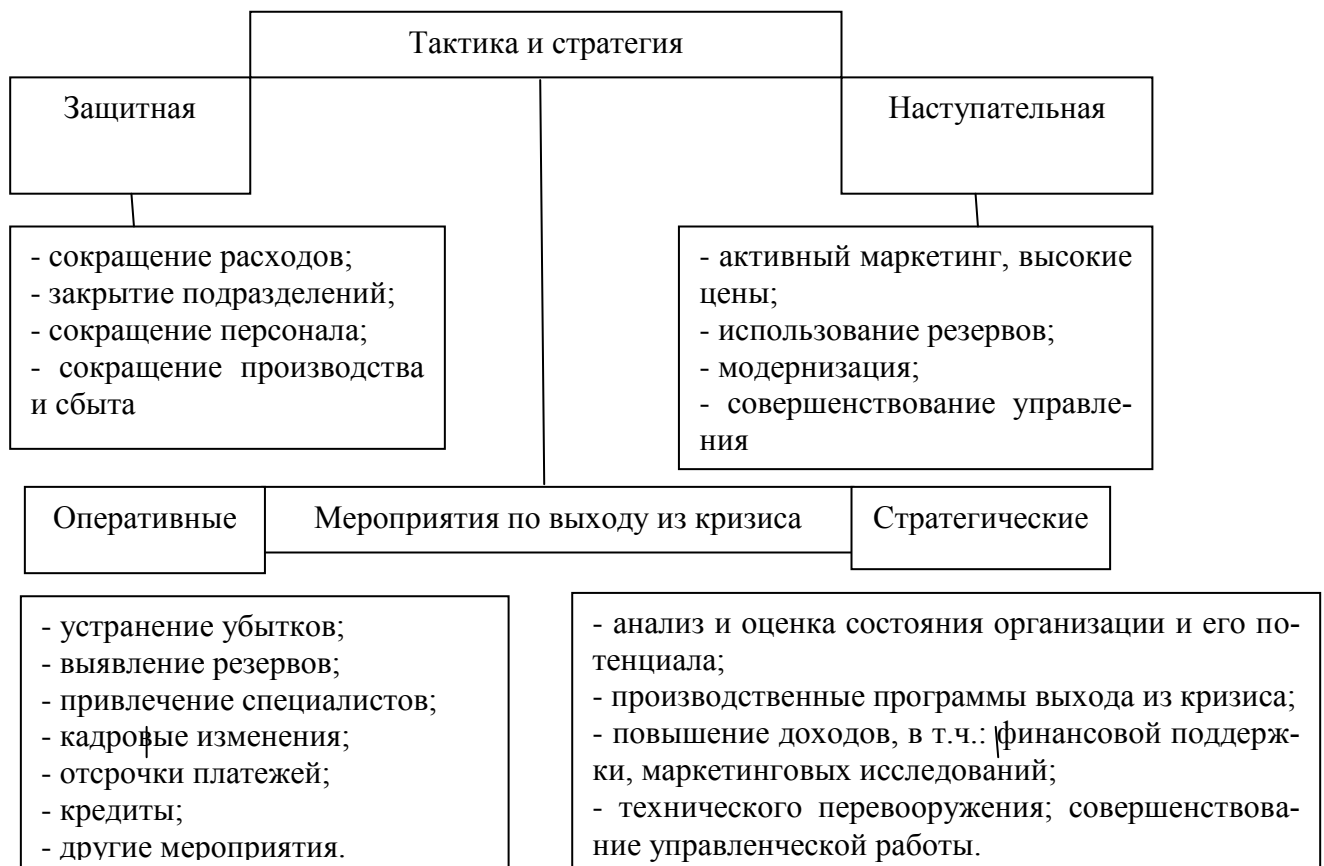 Тактика и стратегия
Защитная
Наступательная
- сокращение расходов;
- закрытие подразделений;
- сокращение персонала;
- сокращение производства
и сбыта
- активный маркетинг, высокие
цены;
- использование резервов;
- модернизация;
- совершенствование управле-
ния
Оперативные
Мероприятия по выходу из кризиса
Стратегические
- устранение убытков;
- выявление резервов;
- привлечение специалистов;
- кадровые изменения;
- отсрочки платежей;
- кредиты;
- другие мероприятия.
- анализ и оценка состояния организации и его по-
тенциала;
- производственные программы выхода из кризиса;
- повышение доходов, в т.ч.: финансовой поддерж-
ки, маркетинговых исследований;
- технического перевооружения; совершенствова-
ние управленческой работы.